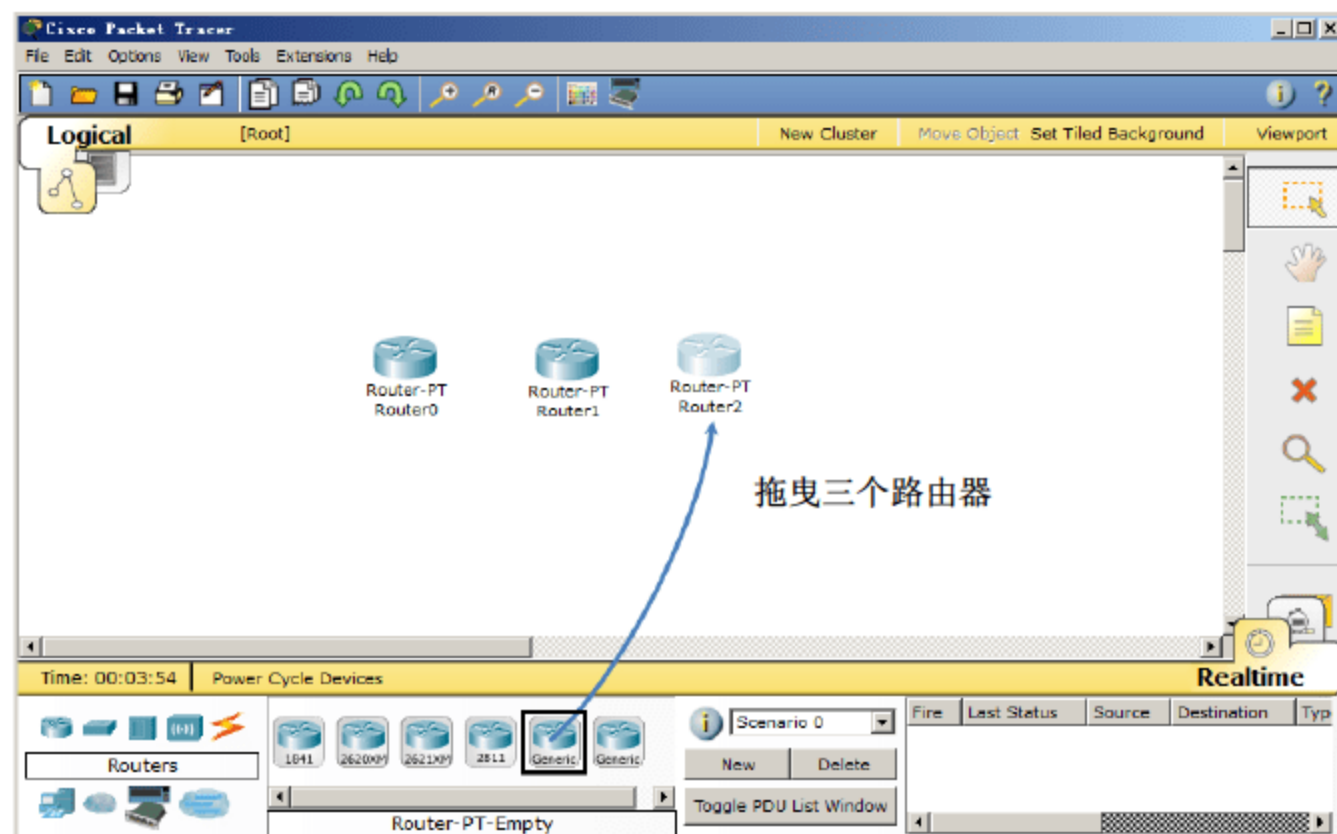 Cisco Packet Tracer
File Edit Options View Tools Extensions Help
Logical [Root] New Cluster Move Object Set Tiled Background Viewport
Router-PT Router-PT Router-PT
Router0 Router1 Router2
拖曳三个路由器
Time: 00:03:54 Power Cycle Devices Realtime
Routers
1841 2620XM 2621XM 2811 Generic Generic
Router-PT-Empty
Scenario 0
New Delete
Toggle PDU List Window
Fire Last Status Source Destination Typ